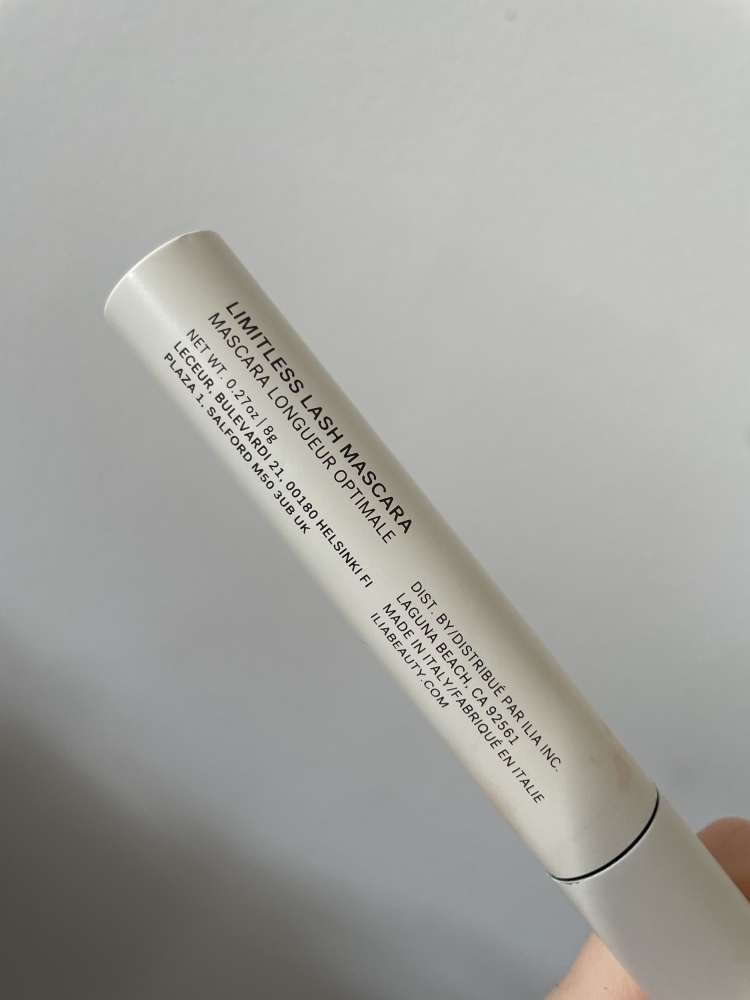 LIMITLESS LASH MASCARA
MASCARA LONGUEUR OPTIMALE
NET WT. 0.27oz | 8g
LECEUR, BULEVARDI 21, 00180 HELSINKI FI
PLAZA 1, SALFORD M50 3UB UK
DIST. BY/DISTRIBUÉ PAR ILIA INC.
LAGUNA BEACH, CA 92561
MADE IN ITALY/FABRIQUÉ EN ITALIE
ILIABEAUTY.COM